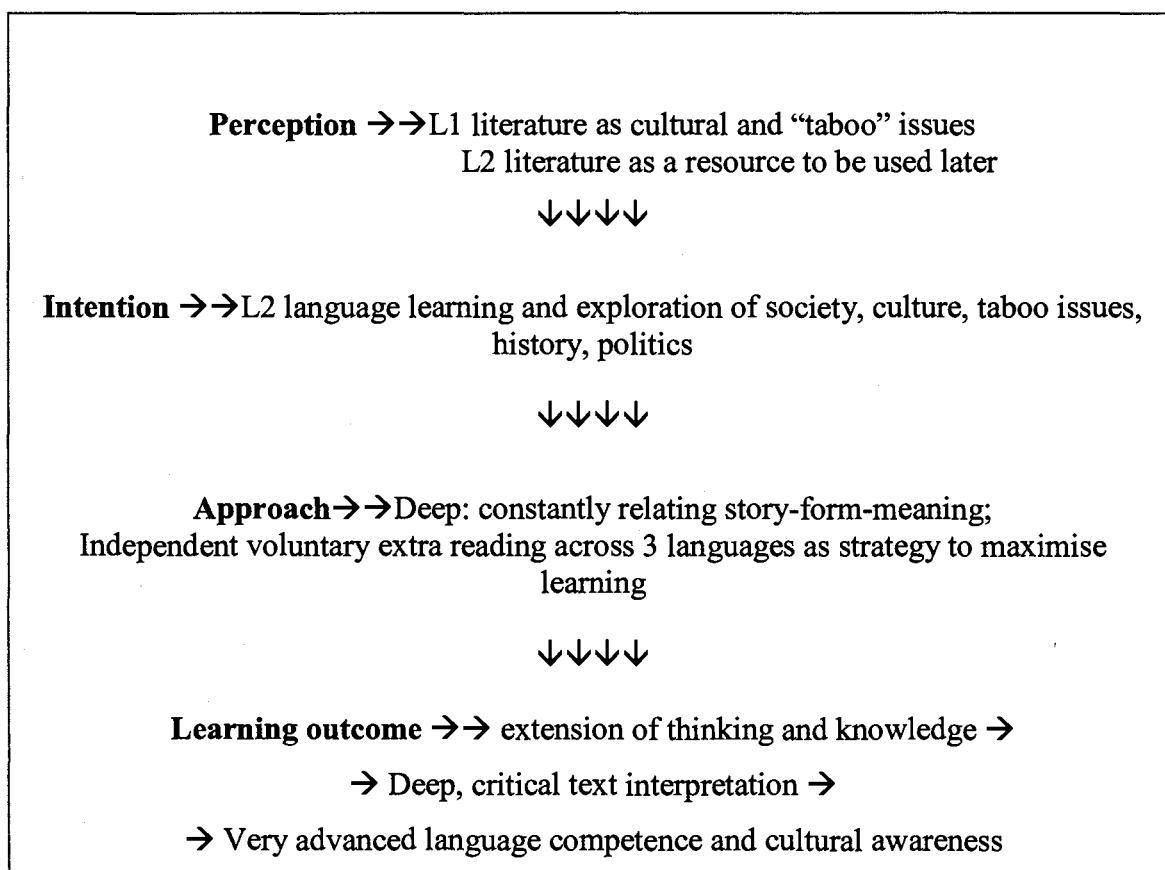 Perception →→L1 literature as cultural and “taboo” issues
L2 literature as a resource to be used later
↓↓↓↓
Intention →→L2 language learning and exploration of society, culture, taboo issues,
history, politics
↓↓↓↓
Approach→→Deep: constantly relating story-form-meaning;
Independent voluntary extra reading across 3 languages as strategy to maximise
learning
↓↓↓↓
Learning outcome →→ extension of thinking and knowledge →
→ Deep, critical text interpretation →
→ Very advanced language competence and cultural awareness